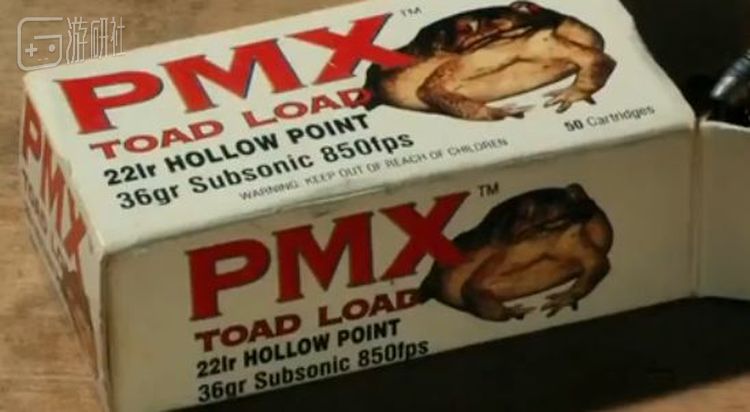 游研社
PMX™
TOAD LOAD
22lr HOLLOW POINT
36gr Subsonic 850fps
WARNING: KEEP OUT OF REACH OF CHILDREN
50 Cartridges
PMX
PMX™
TOAD LOAD
22lr HOLLOW POINT
36gr Subsonic 850fps